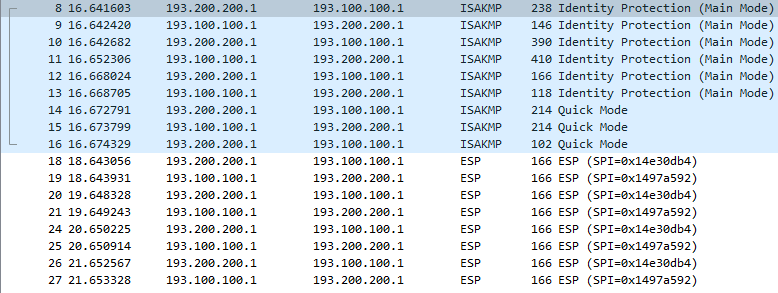 8 16.641603 193.200.200.1 193.100.100.1 ISAKMP 238 Identity Protection (Main Mode)
9 16.642420 193.100.100.1 193.200.200.1 ISAKMP 146 Identity Protection (Main Mode)
10 16.642682 193.200.200.1 193.100.100.1 ISAKMP 390 Identity Protection (Main Mode)
11 16.652306 193.100.100.1 193.200.200.1 ISAKMP 410 Identity Protection (Main Mode)
12 16.668024 193.200.200.1 193.100.100.1 ISAKMP 166 Identity Protection (Main Mode)
13 16.668705 193.100.100.1 193.200.200.1 ISAKMP 118 Identity Protection (Main Mode)
14 16.672791 193.200.200.1 193.100.100.1 ISAKMP 214 Quick Mode
15 16.673799 193.100.100.1 193.200.200.1 ISAKMP 214 Quick Mode
16 16.674329 193.200.200.1 193.100.100.1 ISAKMP 102 Quick Mode
18 18.643056 193.200.200.1 193.100.100.1 ESP 166 ESP (SPI=0x14e30db4)
19 18.643931 193.100.100.1 193.200.200.1 ESP 166 ESP (SPI=0x1497a592)
20 19.648328 193.200.200.1 193.100.100.1 ESP 166 ESP (SPI=0x14e30db4)
21 19.649243 193.100.100.1 193.200.200.1 ESP 166 ESP (SPI=0x1497a592)
24 20.650225 193.200.200.1 193.100.100.1 ESP 166 ESP (SPI=0x14e30db4)
25 20.650914 193.100.100.1 193.200.200.1 ESP 166 ESP (SPI=0x1497a592)
26 21.652567 193.200.200.1 193.100.100.1 ESP 166 ESP (SPI=0x14e30db4)
27 21.653328 193.100.100.1 193.200.200.1 ESP 166 ESP (SPI=0x1497a592)